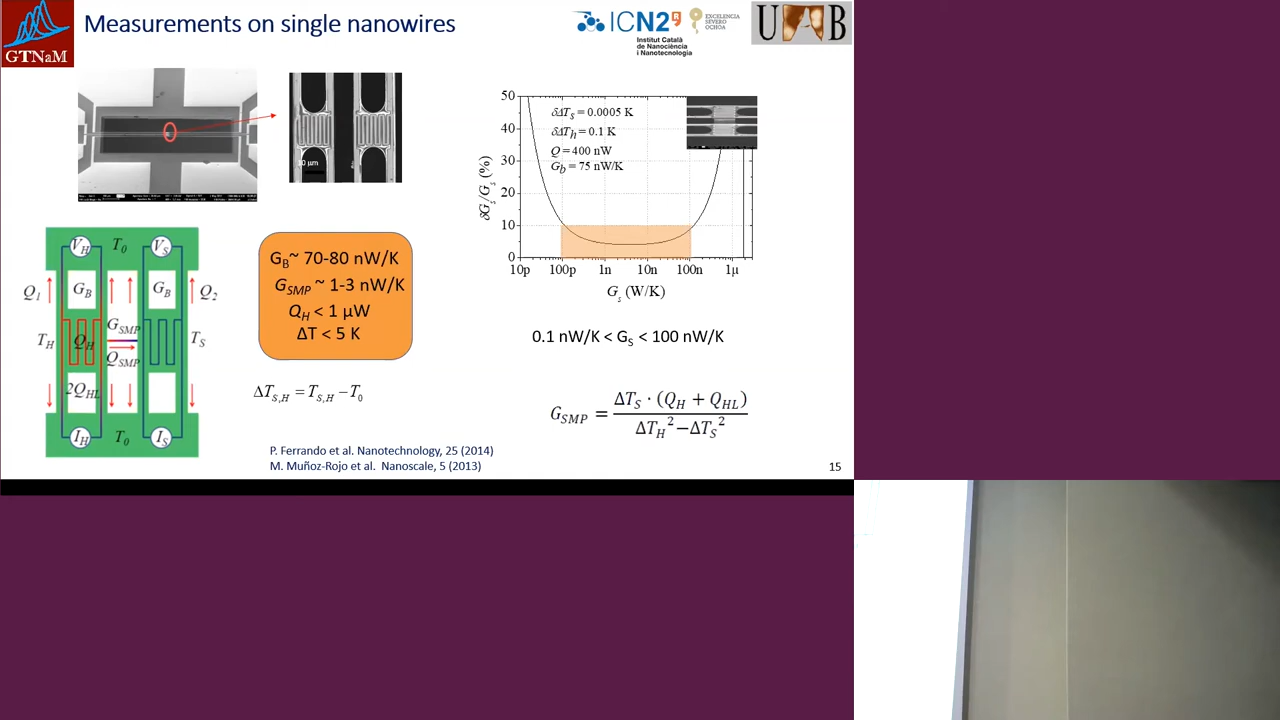 GTNaM
Measurements on single nanowires
ICN2
Institut Català
de Nanociència
i Nanotecnologia
EXCELENCIA
SEVERO
OCHOA
U B
10 µm
V_H T_0 V_S
Q_1 G_B G_B Q_2
G_SMP
T_H Q_H T_S
Q_SMP
2Q_HL
I_H T_0 I_S
G_B~ 70-80 nW/K
G_SMP ~ 1-3 nW/K
Q_H < 1 µW
ΔT < 5 K
ΔT_S,H = T_S,H − T_0
δG_s/G_s (%)
50
40
30
20
10
0
δΔT_s = 0.0005 K
δΔT_h = 0.1 K
Q = 400 nW
G_b = 75 nW/K
10p 100p 1n 10n 100n 1µ
G_s (W/K)
0.1 nW/K < G_S < 100 nW/K
G_SMP = ΔT_S · (Q_H + Q_HL) / ΔT_H² − ΔT_S²
P. Ferrando et al. Nanotechnology, 25 (2014)
M. Muñoz-Rojo et al. Nanoscale, 5 (2013)
15